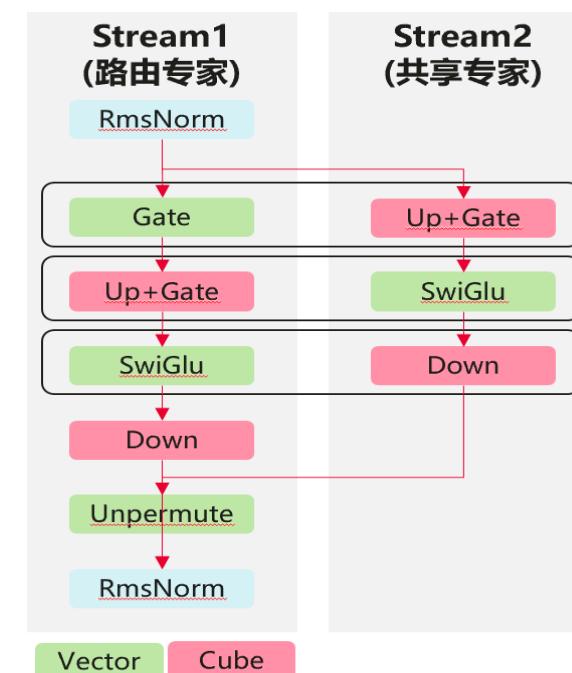 Stream1
(路由专家)
Stream2
(共享专家)
RmsNorm
Gate
Up+Gate
Up+Gate
SwiGlu
SwiGlu
Down
Down
Unpermute
RmsNorm
Vector
Cube